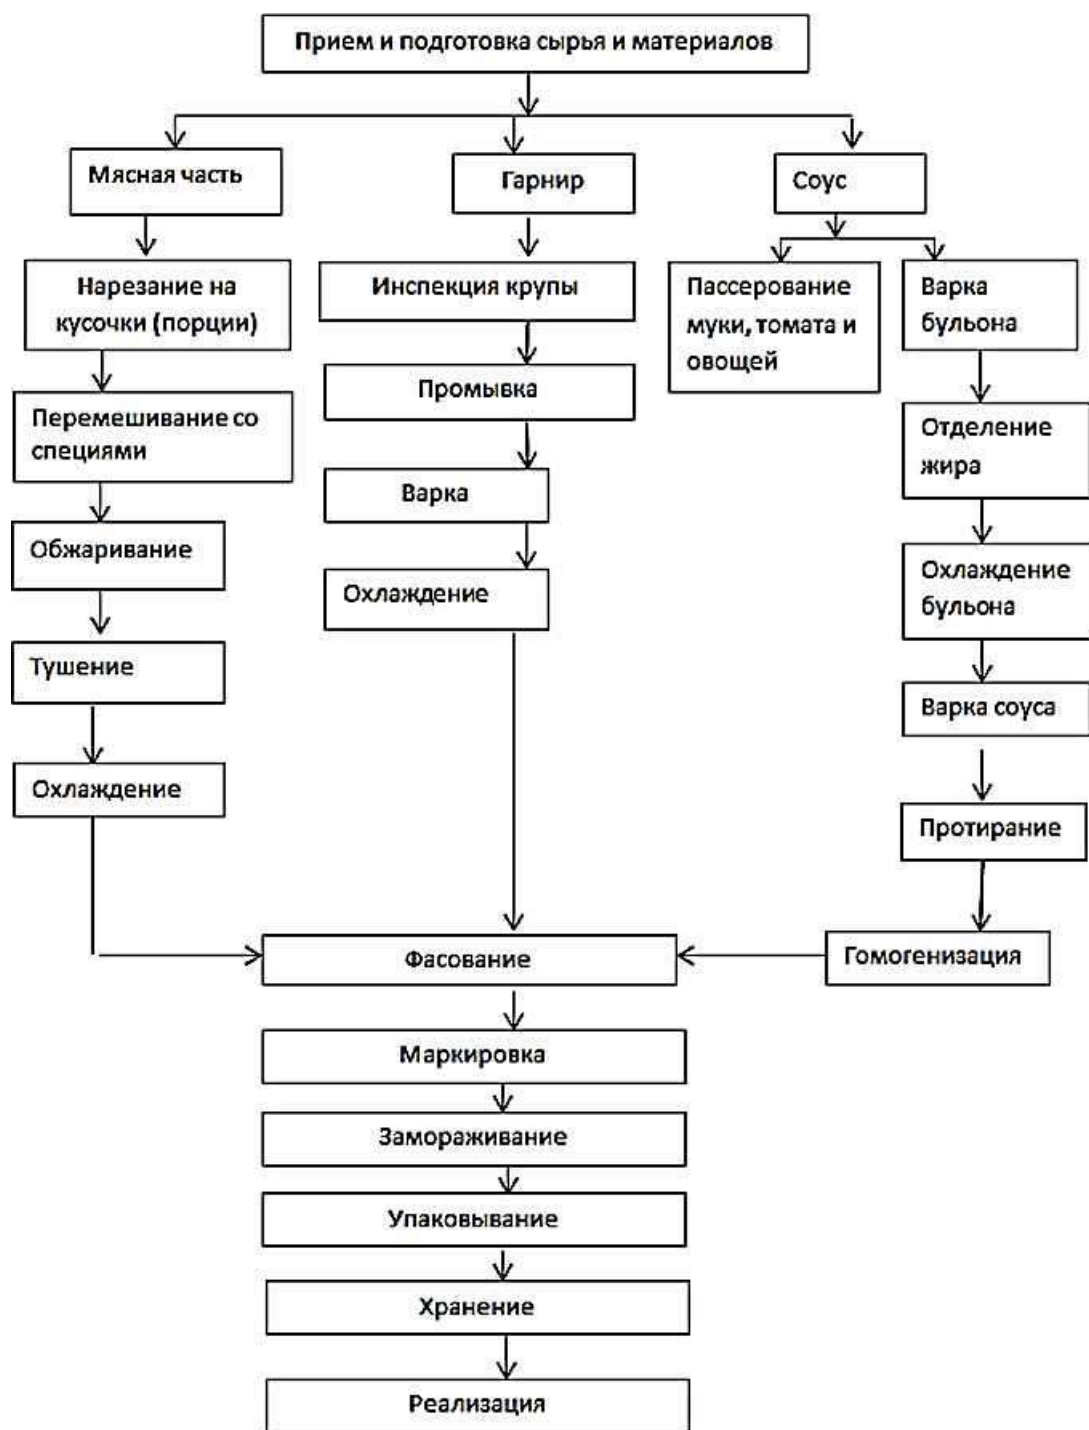 Прием и подготовка сырья и материалов
Мясная часть
Гарнир
Соус
Нарезание на
кусочки (порции)
Инспекция крупы
Пассерование
муки, томата и
овощей
Варка
бульона
Перемешивание со
специями
Промывка
Отделение
жира
Варка
Обжаривание
Охлаждение
Охлаждение
бульона
Тушение
Варка соуса
Охлаждение
Протирание
Фасование
Гомогенизация
Маркировка
Замораживание
Упаковывание
Хранение
Реализация